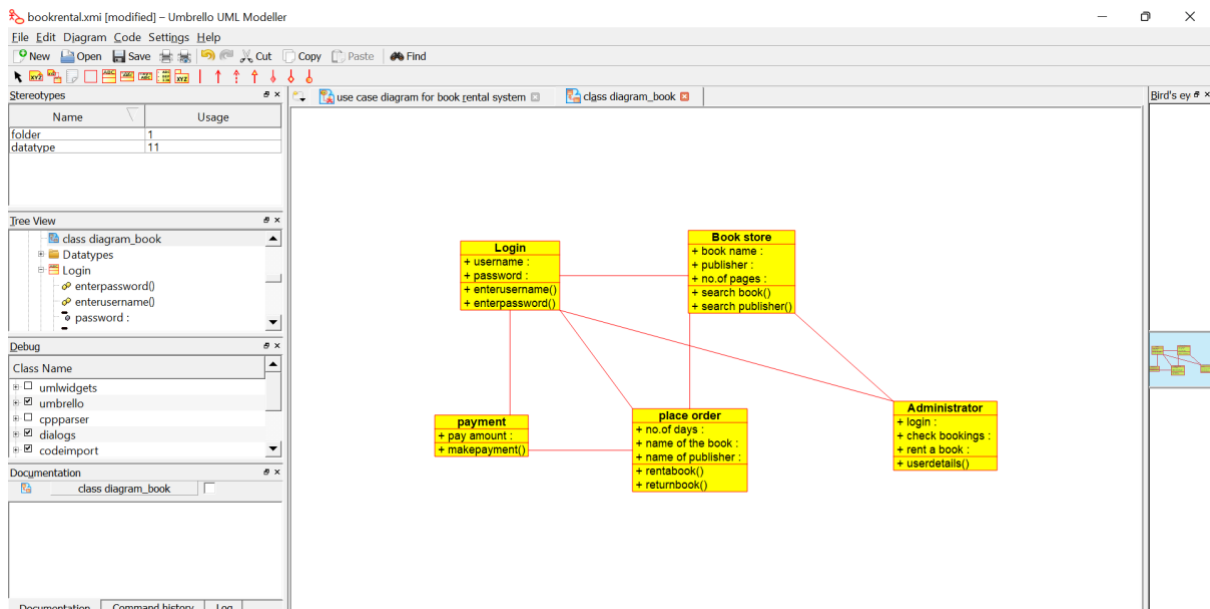 bookrental.xmi [modified] – Umbrello UML Modeller
File Edit Diagram Code Settings Help
New Open Save Cut Copy Paste Find
Stereotypes
Name Usage
folder 1
datatype 11
Tree View
class diagram_book
Datatypes
Login
enterpassword()
enterusername()
password :
Debug
Class Name
umlwidgets
umbrello
cppparser
dialogs
codeimport
Documentation
class diagram_book
Documentation Command history Log
use case diagram for book rental system class diagram_book
Login
+ username :
+ password :
+ enterusername()
+ enterpassword()
Book store
+ book name :
+ publisher :
+ no.of pages :
+ search book()
+ search publisher()
payment
+ pay amount :
+ makepayment()
place order
+ no.of days :
+ name of the book :
+ name of publisher :
+ rentabook()
+ returnbook()
Administrator
+ login :
+ check bookings :
+ rent a book :
+ userdetails()
Bird's ey